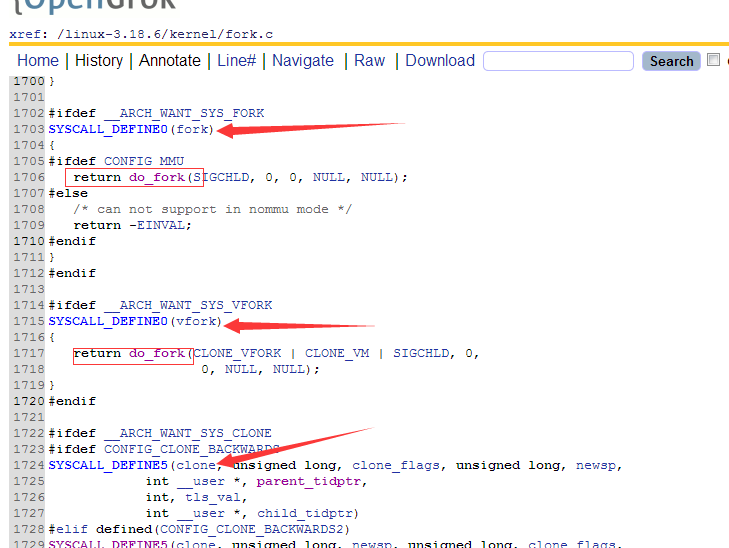 {OpenGrok
xref: /linux-3.18.6/kernel/fork.c
Home | History | Annotate | Line# | Navigate | Raw | Download Search
1700 }
1701
1702 #ifdef __ARCH_WANT_SYS_FORK
1703 SYSCALL_DEFINE0(fork)
1704 {
1705 #ifdef CONFIG_MMU
1706 return do_fork(SIGCHLD, 0, 0, NULL, NULL);
1707 #else
1708 /* can not support in nommu mode */
1709 return -EINVAL;
1710 #endif
1711 }
1712 #endif
1713
1714 #ifdef __ARCH_WANT_SYS_VFORK
1715 SYSCALL_DEFINE0(vfork)
1716 {
1717 return do_fork(CLONE_VFORK | CLONE_VM | SIGCHLD, 0,
1718 0, NULL, NULL);
1719 }
1720 #endif
1721
1722 #ifdef __ARCH_WANT_SYS_CLONE
1723 #ifdef CONFIG_CLONE_BACKWARDS
1724 SYSCALL_DEFINE5(clone, unsigned long, clone_flags, unsigned long, newsp,
1725 int __user *, parent_tidptr,
1726 int, tls_val,
1727 int __user *, child_tidptr)
1728 #elif defined(CONFIG_CLONE_BACKWARDS2)
1729 SYSCALL_DEFINE5(clone, unsigned long, newsp, unsigned long, clone_flags,